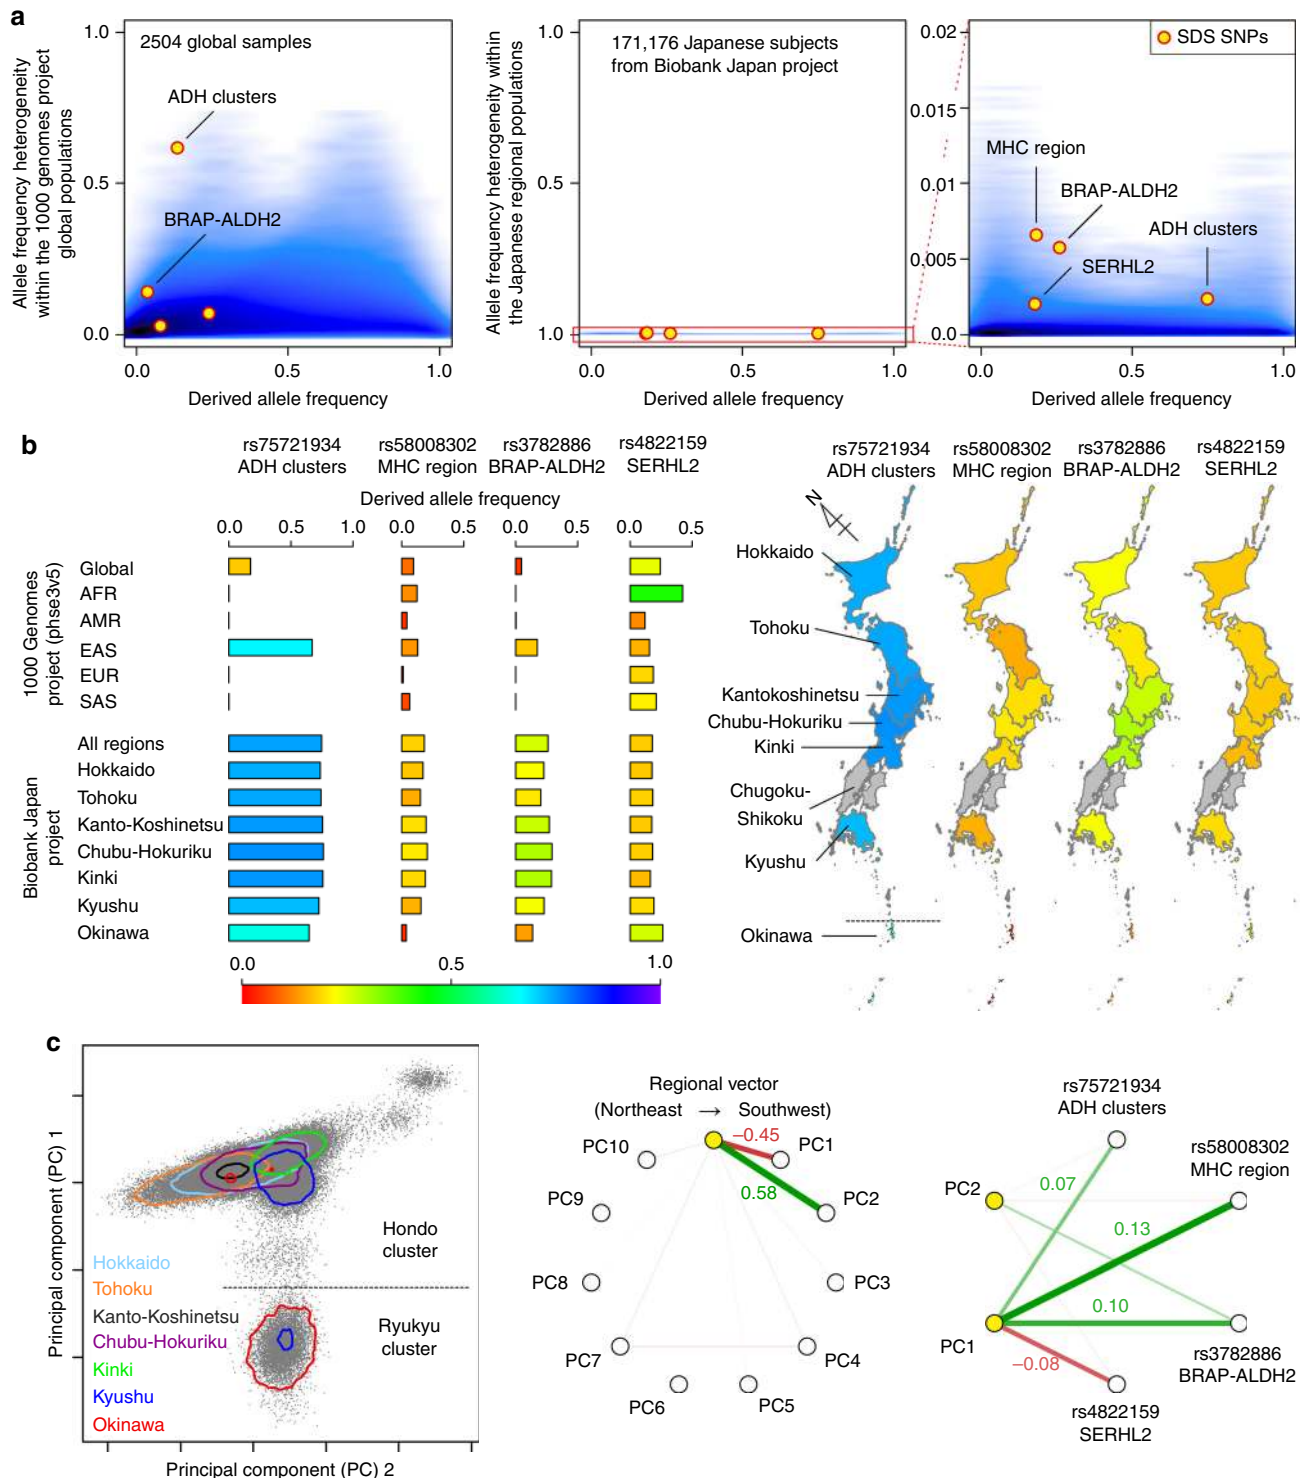 a
Allele frequency heterogeneity
within the 1000 genomes project
global populations
1.0
0.5
0.0
2504 global samples
ADH clusters
BRAP-ALDH2
0.0 0.5 1.0
Derived allele frequency
Allele frequency heterogeneity within
the Japanese regional populations
1.0
0.5
1.0
171,176 Japanese subjects
from Biobank Japan project
0.0 0.5 1.0
Derived allele frequency
0.02
0.015
0.01
0.005
0.0
SDS SNPs
MHC region
BRAP-ALDH2
ADH clusters
SERHL2
0.0 0.5 1.0
Derived allele frequency
b
rs75721934
ADH clusters
rs58008302
MHC region
rs3782886
BRAP-ALDH2
rs4822159
SERHL2
Derived allele frequency
0.0 0.5 1.0
0.0 0.5
0.0 0.5
0.0 0.5
1000 Genomes
project (phse3v5)
Global
AFR
AMR
EAS
EUR
SAS
Biobank Japan
project
All regions
Hokkaido
Tohoku
Kanto-Koshinetsu
Chubu-Hokuriku
Kinki
Kyushu
Okinawa
0.0 0.5 1.0
rs75721934
ADH clusters
rs58008302
MHC region
rs3782886
BRAP-ALDH2
rs4822159
SERHL2
N
Hokkaido
Tohoku
Kantokoshinetsu
Chubu-Hokuriku
Kinki
Chugoku-
Shikoku
Kyushu
Okinawa
c
Principal component (PC) 1
Hondo
cluster
Ryukyu
cluster
Hokkaido
Tohoku
Kanto-Koshinetsu
Chubu-Hokuriku
Kinki
Kyushu
Okinawa
Principal component (PC) 2
Regional vector
(Northeast → Southwest)
−0.45
0.58
PC1
PC2
PC3
PC4
PC5
PC6
PC7
PC8
PC9
PC10
rs75721934
ADH clusters
rs58008302
MHC region
PC2
0.07
0.13
0.10
PC1
−0.08
rs3782886
BRAP-ALDH2
rs4822159
SERHL2